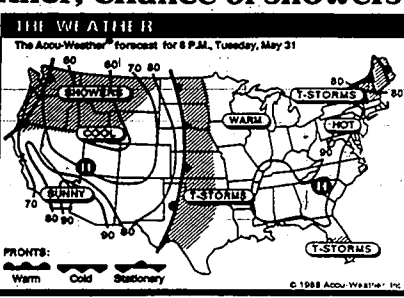 ther, Chance of showers
THE WEATHER
The Accu-Weather® forecast for 8 P.M., Tuesday, May 31
60 60 70 80
SHOWERS
COOL
WARM
T-STORMS
80
80
HOT
90
H
H
SUNNY
T-STORMS
70
80 90
90 80
T-STORMS
FRONTS:
Warm Cold Stationary
© 1988 Accu-Weather, Inc.